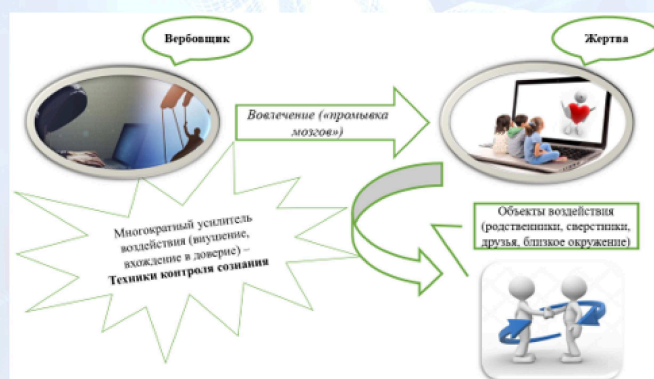 Вербовщик
Жертва
Вовлечение («промывка
мозгов»)
Многократный усилитель
воздействия (внушение,
вхождение в доверие) –
Техники контроля сознания
Объекты воздействия
(родственники, сверстники,
друзья, близкое окружение)